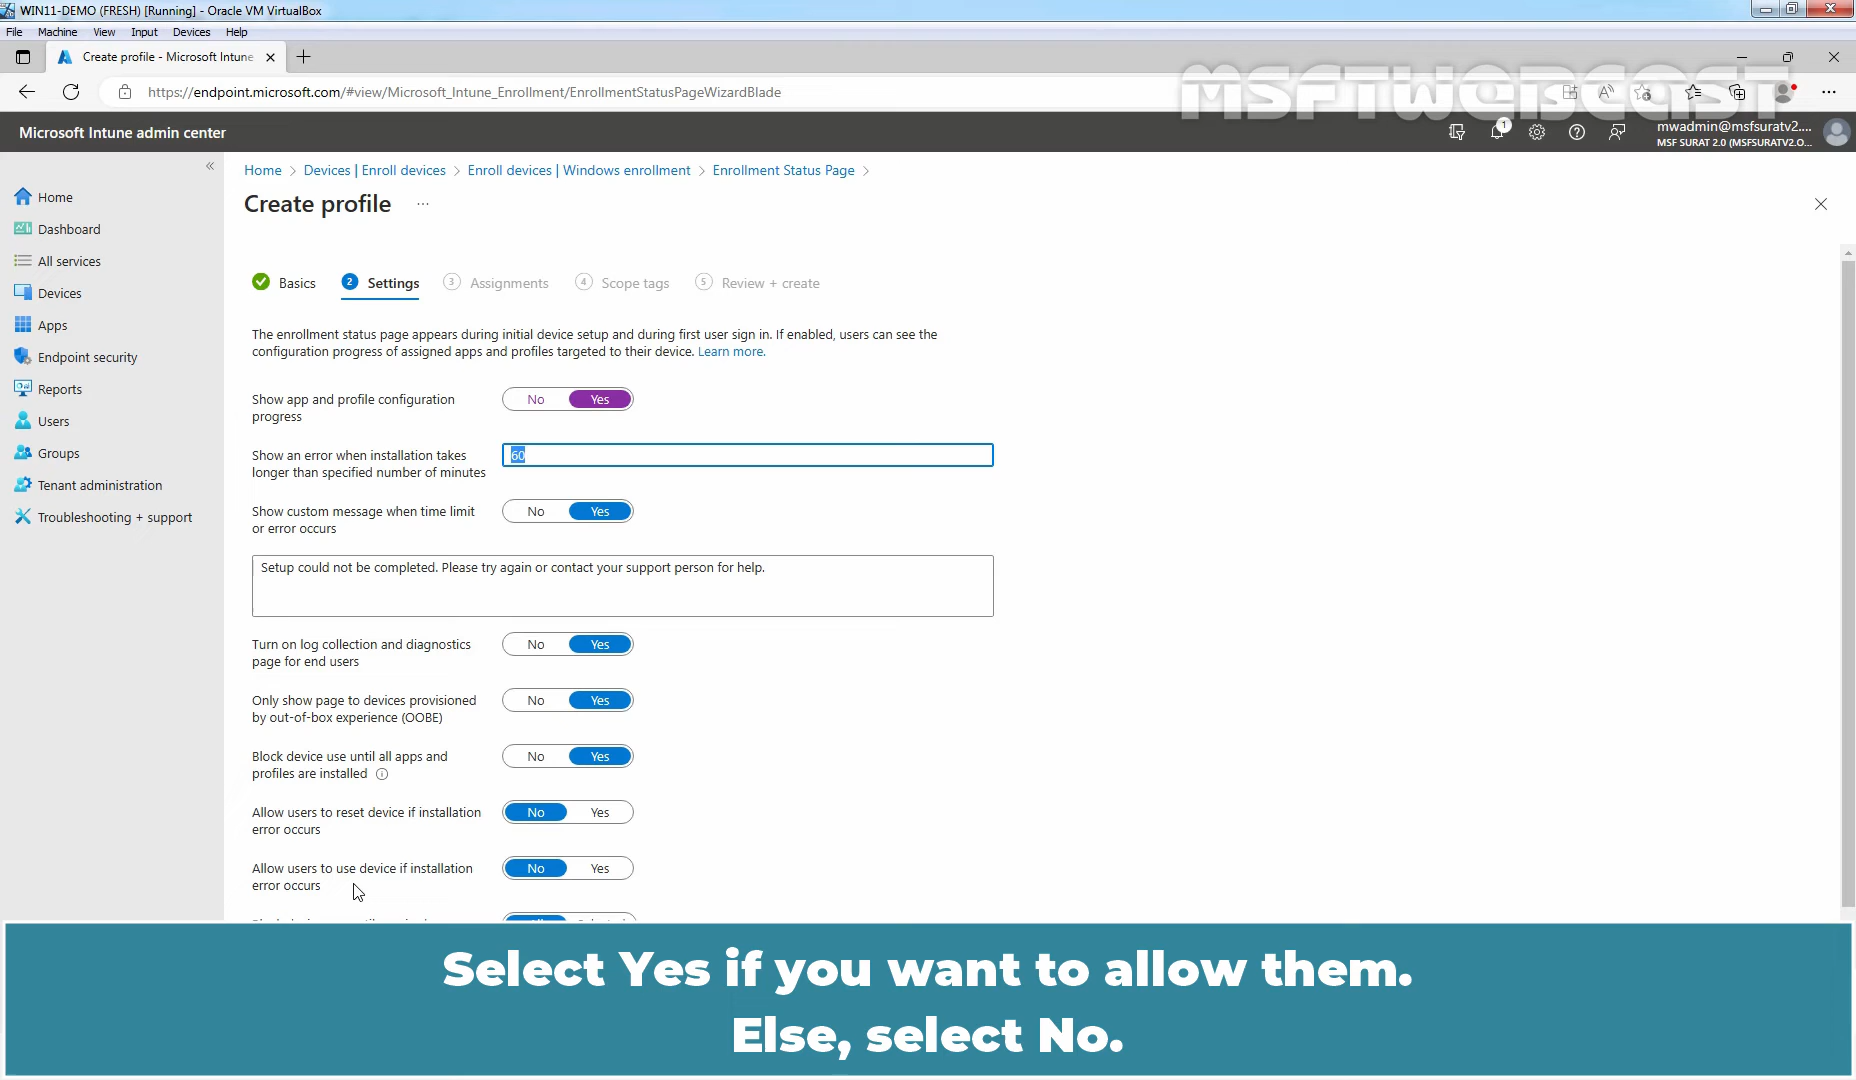 WIN11-DEMO (FRESH) [Running] - Oracle VM VirtualBox
File Machine View Input Devices Help
Create profile - Microsoft Intune
https://endpoint.microsoft.com/#view/Microsoft_Intune_Enrollment/EnrollmentStatusPageWizardBlade
MSFTWEBCAST
Microsoft Intune admin center
1
mwadmin@msfsuratv2....
MSF SURAT 2.0 (MSFSURATV2.O...
Home
Dashboard
All services
Devices
Apps
Endpoint security
Reports
Users
Groups
Tenant administration
Troubleshooting + support
Home > Devices | Enroll devices > Enroll devices | Windows enrollment > Enrollment Status Page >
Create profile ...
Basics 2 Settings 3 Assignments 4 Scope tags 5 Review + create
The enrollment status page appears during initial device setup and during first user sign in. If enabled, users can see the
configuration progress of assigned apps and profiles targeted to their device. Learn more.
Show app and profile configuration
progress
No Yes
Show an error when installation takes
longer than specified number of minutes
60
Show custom message when time limit
or error occurs
No Yes
Setup could not be completed. Please try again or contact your support person for help.
Turn on log collection and diagnostics
page for end users
No Yes
Only show page to devices provisioned
by out-of-box experience (OOBE)
No Yes
Block device use until all apps and
profiles are installed
No Yes
Allow users to reset device if installation
error occurs
No Yes
Allow users to use device if installation
error occurs
No Yes
Select Yes if you want to allow them.
Else, select No.